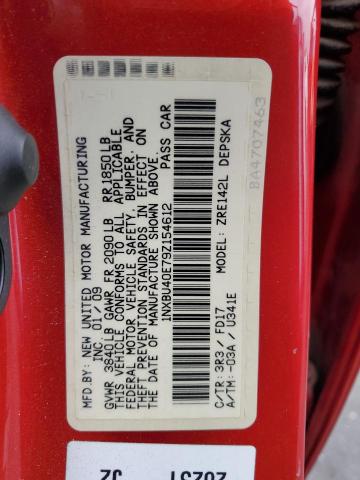 MFD.BY: NEW UNITED MOTOR MANUFACTURING
INC. 01/09
GVWR 3840LB GAWR FR 2090LB RR 1850LB
THIS VEHICLE CONFORMS TO ALL APPLICABLE
FEDERAL MOTOR VEHICLE SAFETY, BUMPER, AND
THEFT PREVENTION STANDARDS IN EFFECT ON
THE DATE OF MANUFACTURE SHOWN ABOVE.
1NXBU40E79Z154612 PASS CAR
MODEL: ZRE142L DEPSKA
C/TR: 3R3 / FD17
A/TM: -03A / U341E
BA4707463